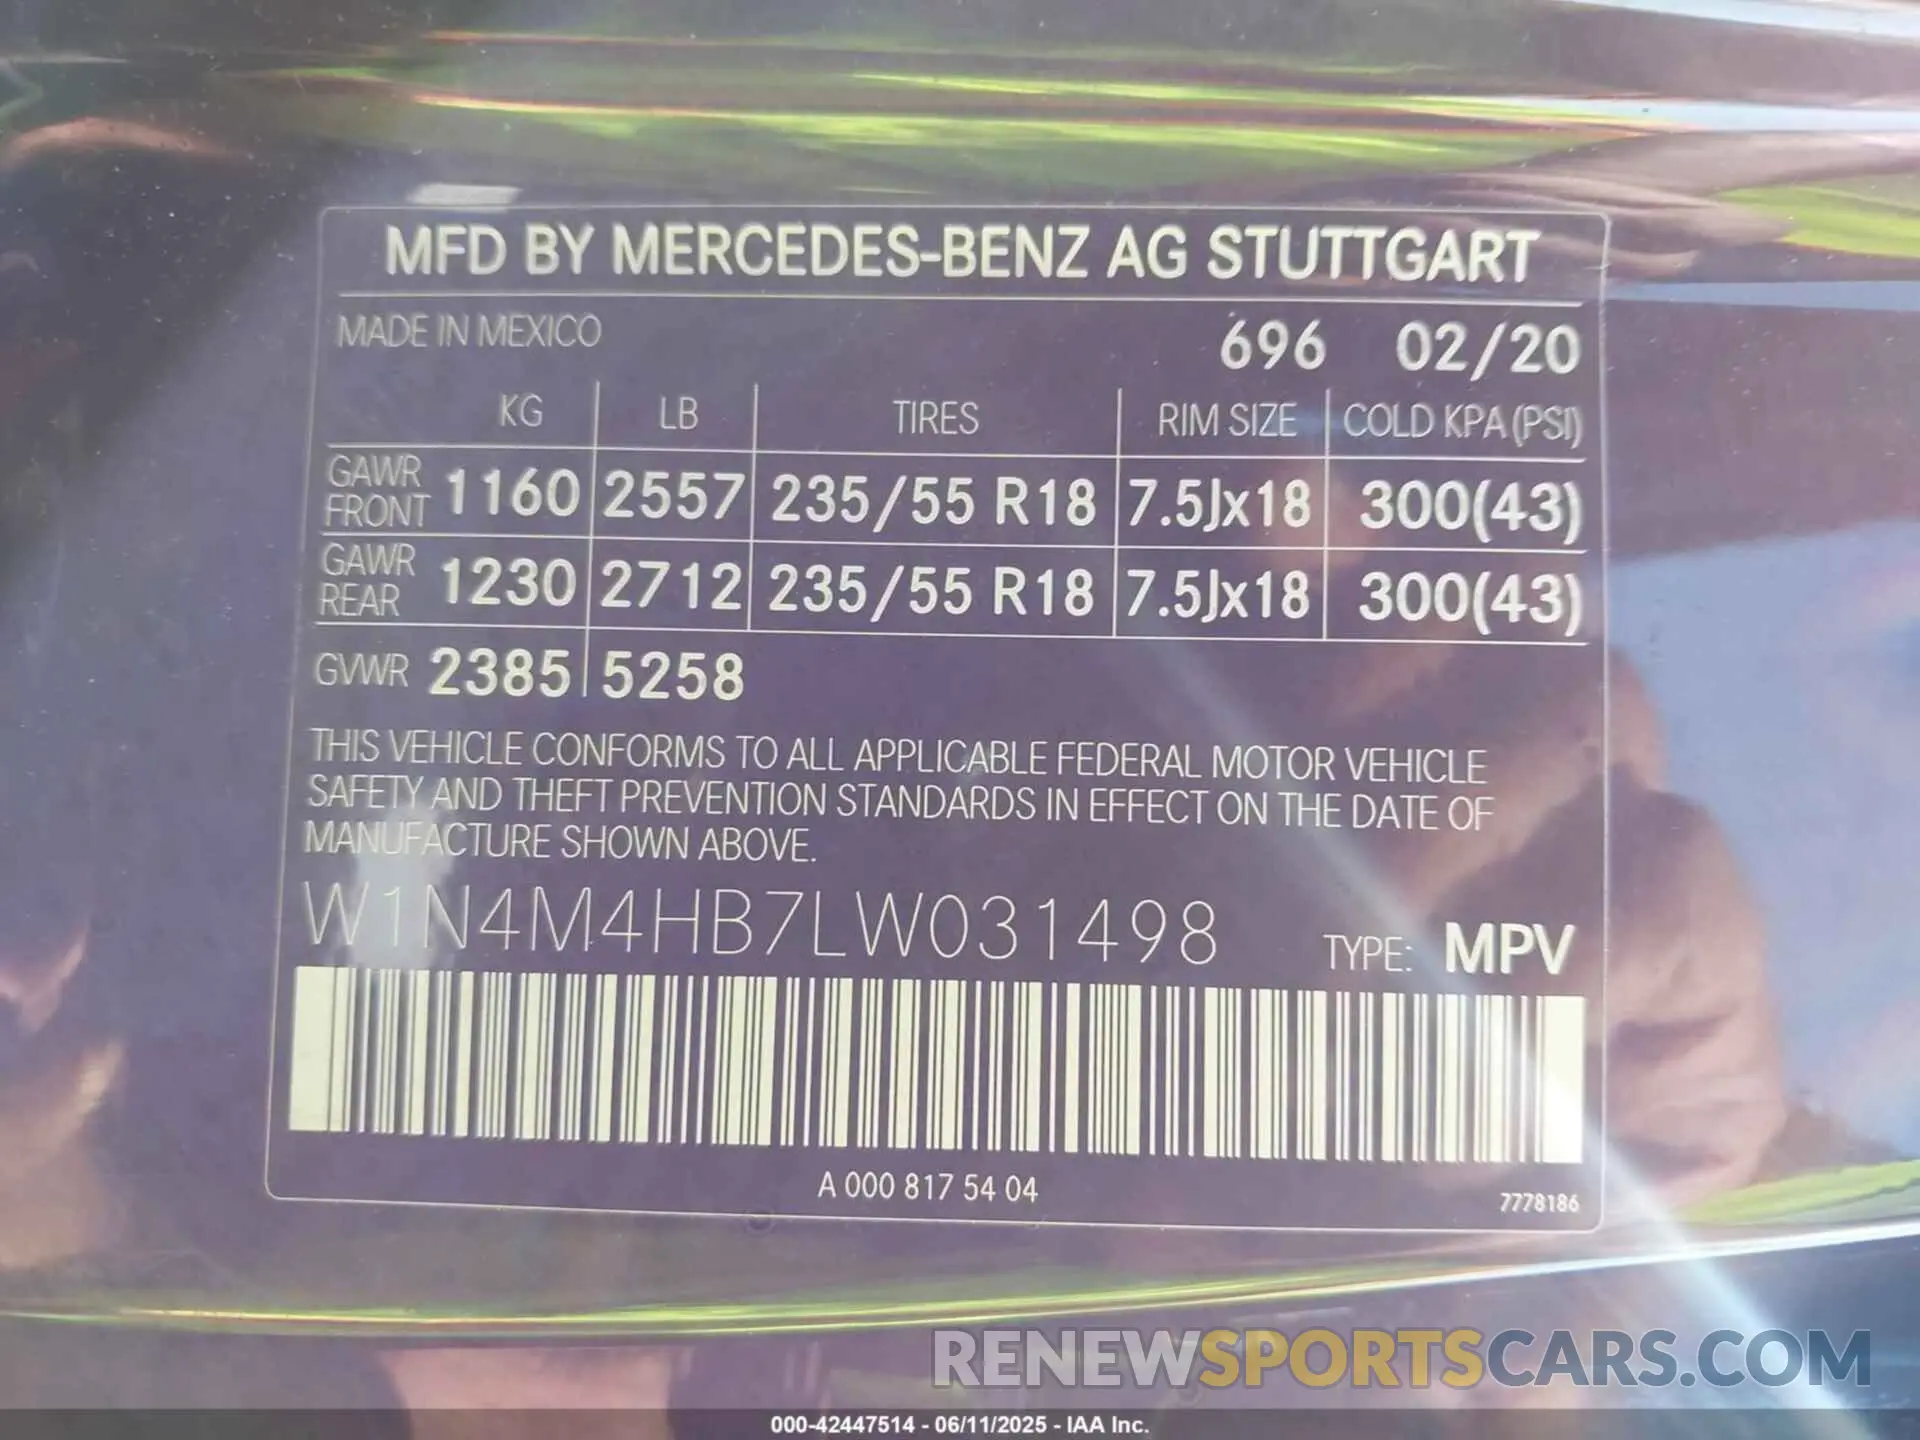 MFD BY MERCEDES-BENZ AG STUTTGART
MADE IN MEXICO 696 02/20
KG LB TIRES RIM SIZE COLD KPA (PSI)
GAWR FRONT 1160 2557 235/55 R18 7.5Jx18 300(43)
GAWR REAR 1230 2712 235/55 R18 7.5Jx18 300(43)
GVWR 2385 5258
THIS VEHICLE CONFORMS TO ALL APPLICABLE FEDERAL MOTOR VEHICLE
SAFETY AND THEFT PREVENTION STANDARDS IN EFFECT ON THE DATE OF
MANUFACTURE SHOWN ABOVE.
W1N4M4HB7LW031498 TYPE: MPV
A 000 817 54 04
7778186
RENEWSPORTSCARS.COM
000-42447514 - 06/11/2025 - IAA Inc.